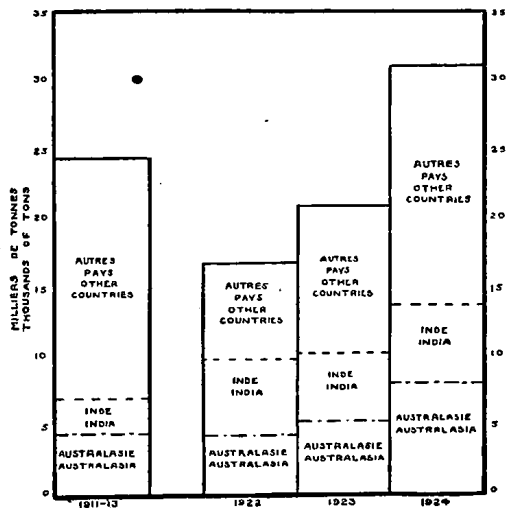 35
30
25
20
15
10
5
0
MILLIERS DE TONNES
THOUSANDS OF TONS
AUTRES
PAYS
OTHER
COUNTRIES
INDE
INDIA
AUSTRALASIE
AUSTRALASIA
AUTRES
PAYS
OTHER
COUNTRIES
INDE
INDIA
AUSTRALASIE
AUSTRALASIA
AUTRES
PAYS
OTHER
COUNTRIES
INDE
INDIA
AUSTRALASIE
AUSTRALASIA
AUTRES
PAYS
OTHER
COUNTRIES
INDE
INDIA
AUSTRALASIE
AUSTRALASIA
35
30
25
20
15
10
5
0
1911-13
1922
1923
1924